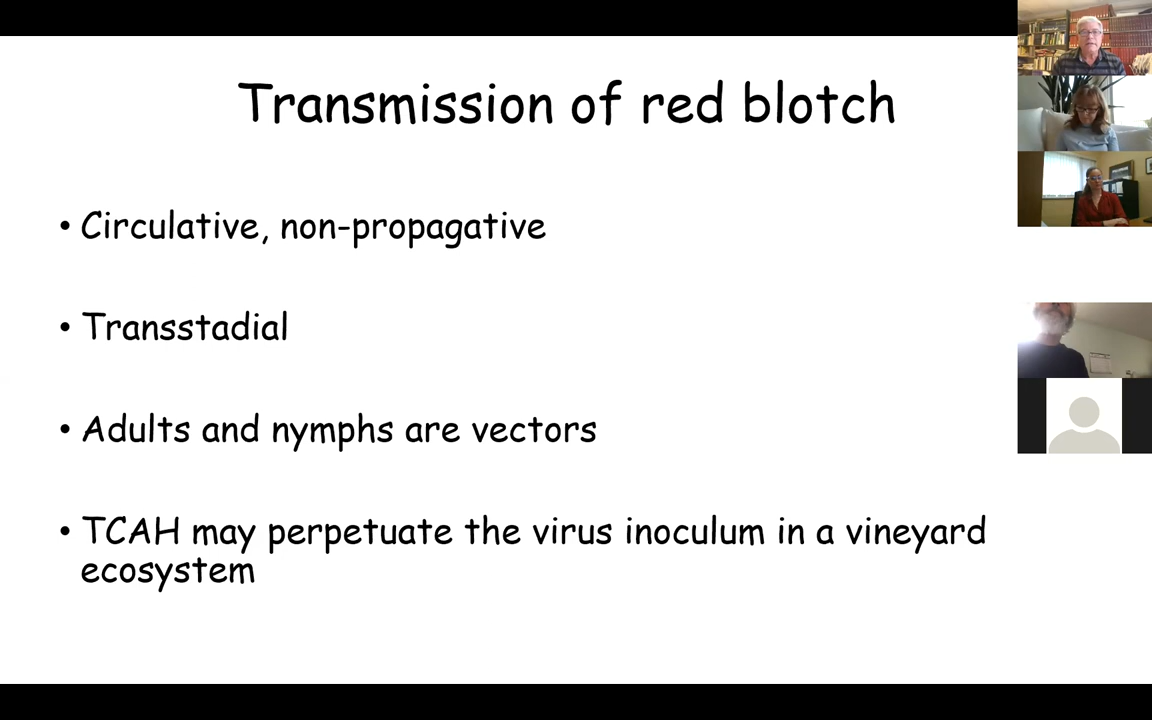 Transmission of red blotch
• Circulative, non-propagative
• Transstadial
• Adults and nymphs are vectors
• TCAH may perpetuate the virus inoculum in a vineyard
ecosystem